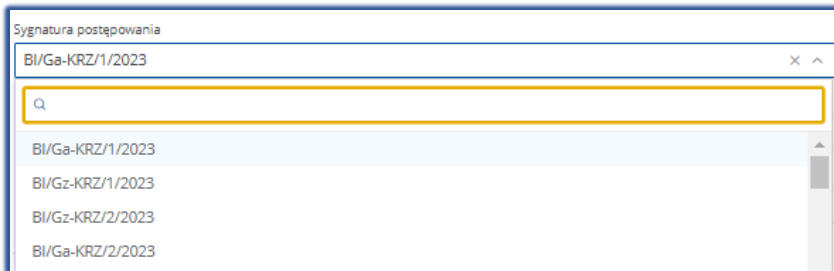 Sygnatura postępowania
BI/Ga-KRZ/1/2023
BI/Ga-KRZ/1/2023
BI/Gz-KRZ/1/2023
BI/Gz-KRZ/2/2023
BI/Ga-KRZ/2/2023